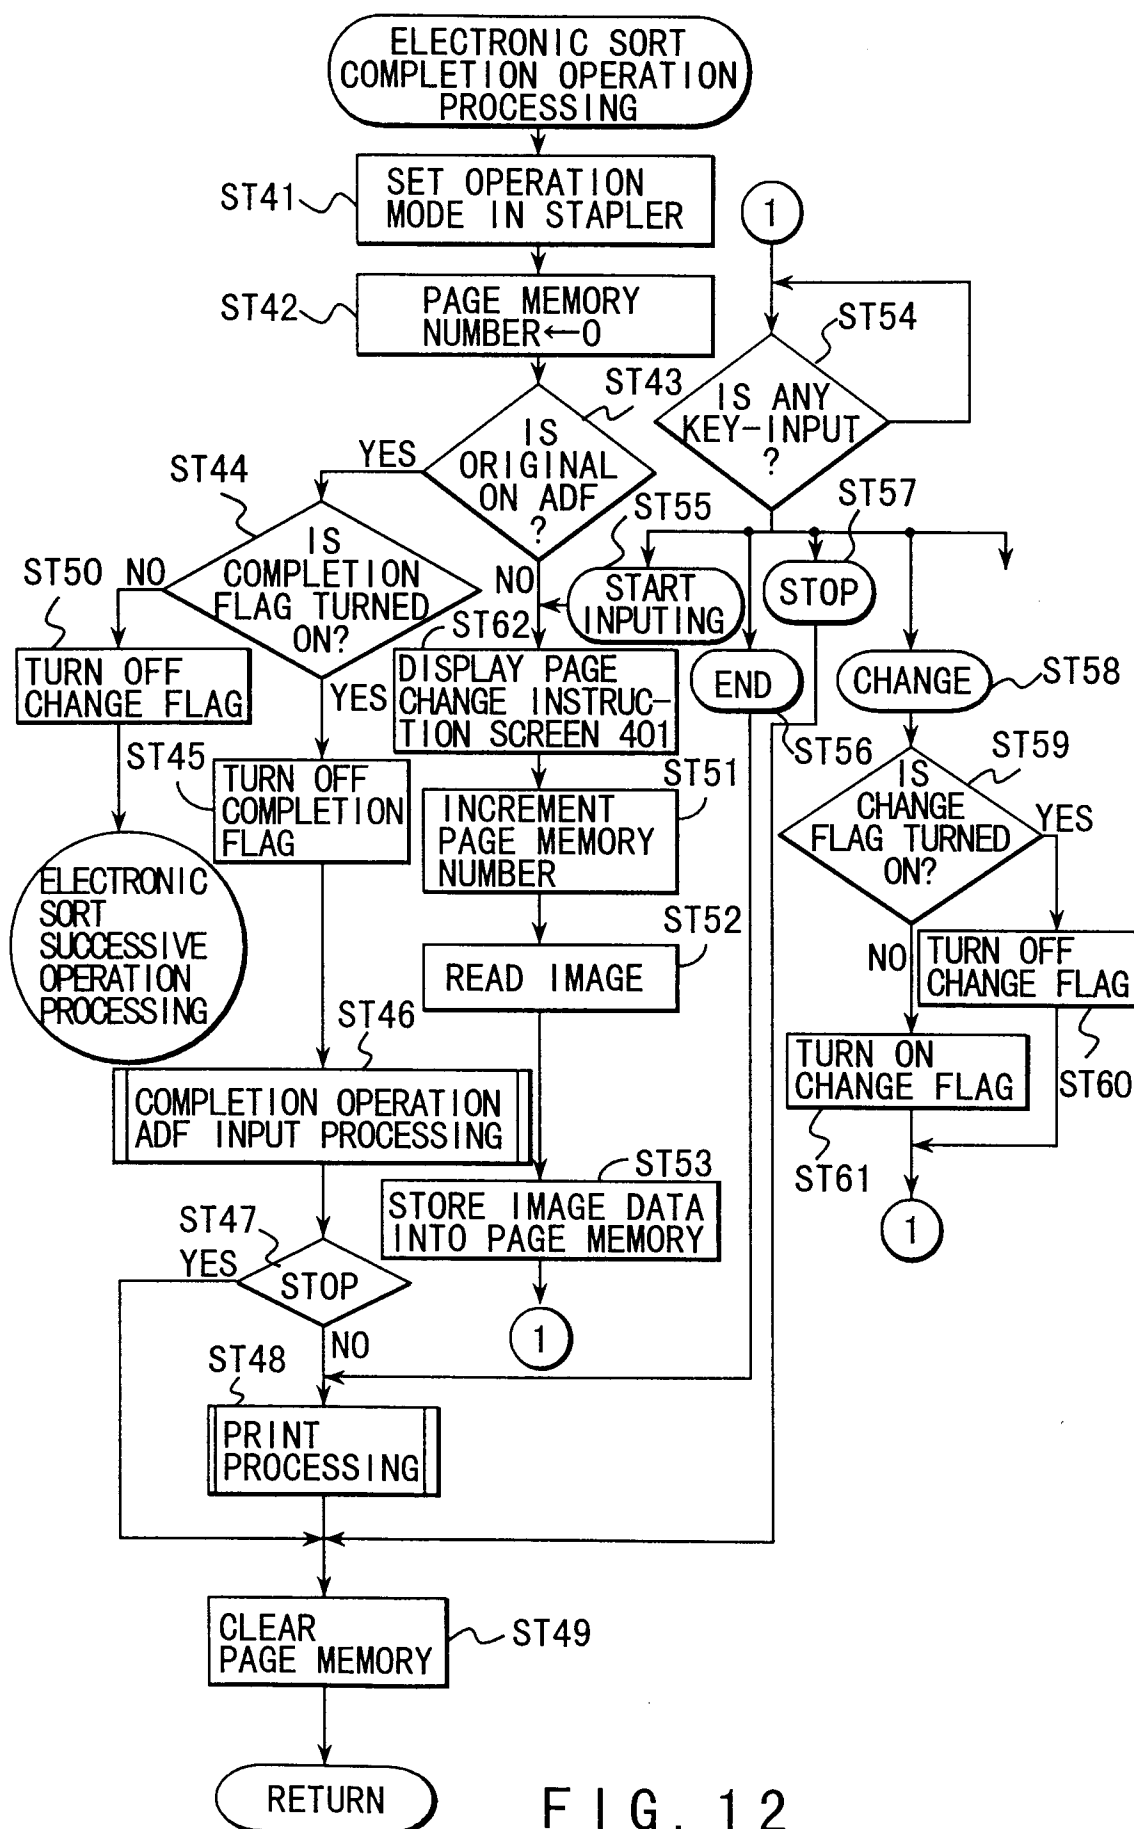 ELECTRONIC SORT
COMPLETION OPERATION
PROCESSING
ST41
SET OPERATION
MODE IN STAPLER
1
ST42
PAGE MEMORY
NUMBER←0
ST54
IS ANY
KEY-INPUT
?
ST43
IS
ORIGINAL
ON ADF
?
YES
ST44
IS
COMPLETION
FLAG TURNED
ON?
ST50
NO
TURN OFF
CHANGE FLAG
ELECTRONIC
SORT
SUCCESSIVE
OPERATION
PROCESSING
YES
ST45
TURN OFF
COMPLETION
FLAG
NO
ST55
START
INPUTING
ST57
STOP
END
ST56
CHANGE
ST58
ST62
DISPLAY PAGE
CHANGE INSTRUC-
TION SCREEN 401
ST51
INCREMENT
PAGE MEMORY
NUMBER
ST59
IS
CHANGE
FLAG TURNED
ON?
YES
ST52
READ IMAGE
NO
TURN OFF
CHANGE FLAG
ST60
TURN ON
CHANGE FLAG
ST61
1
ST46
COMPLETION OPERATION
ADF INPUT PROCESSING
ST53
STORE IMAGE DATA
INTO PAGE MEMORY
1
ST47
YES
STOP
NO
ST48
PRINT
PROCESSING
CLEAR
PAGE MEMORY
ST49
RETURN
FIG. 12